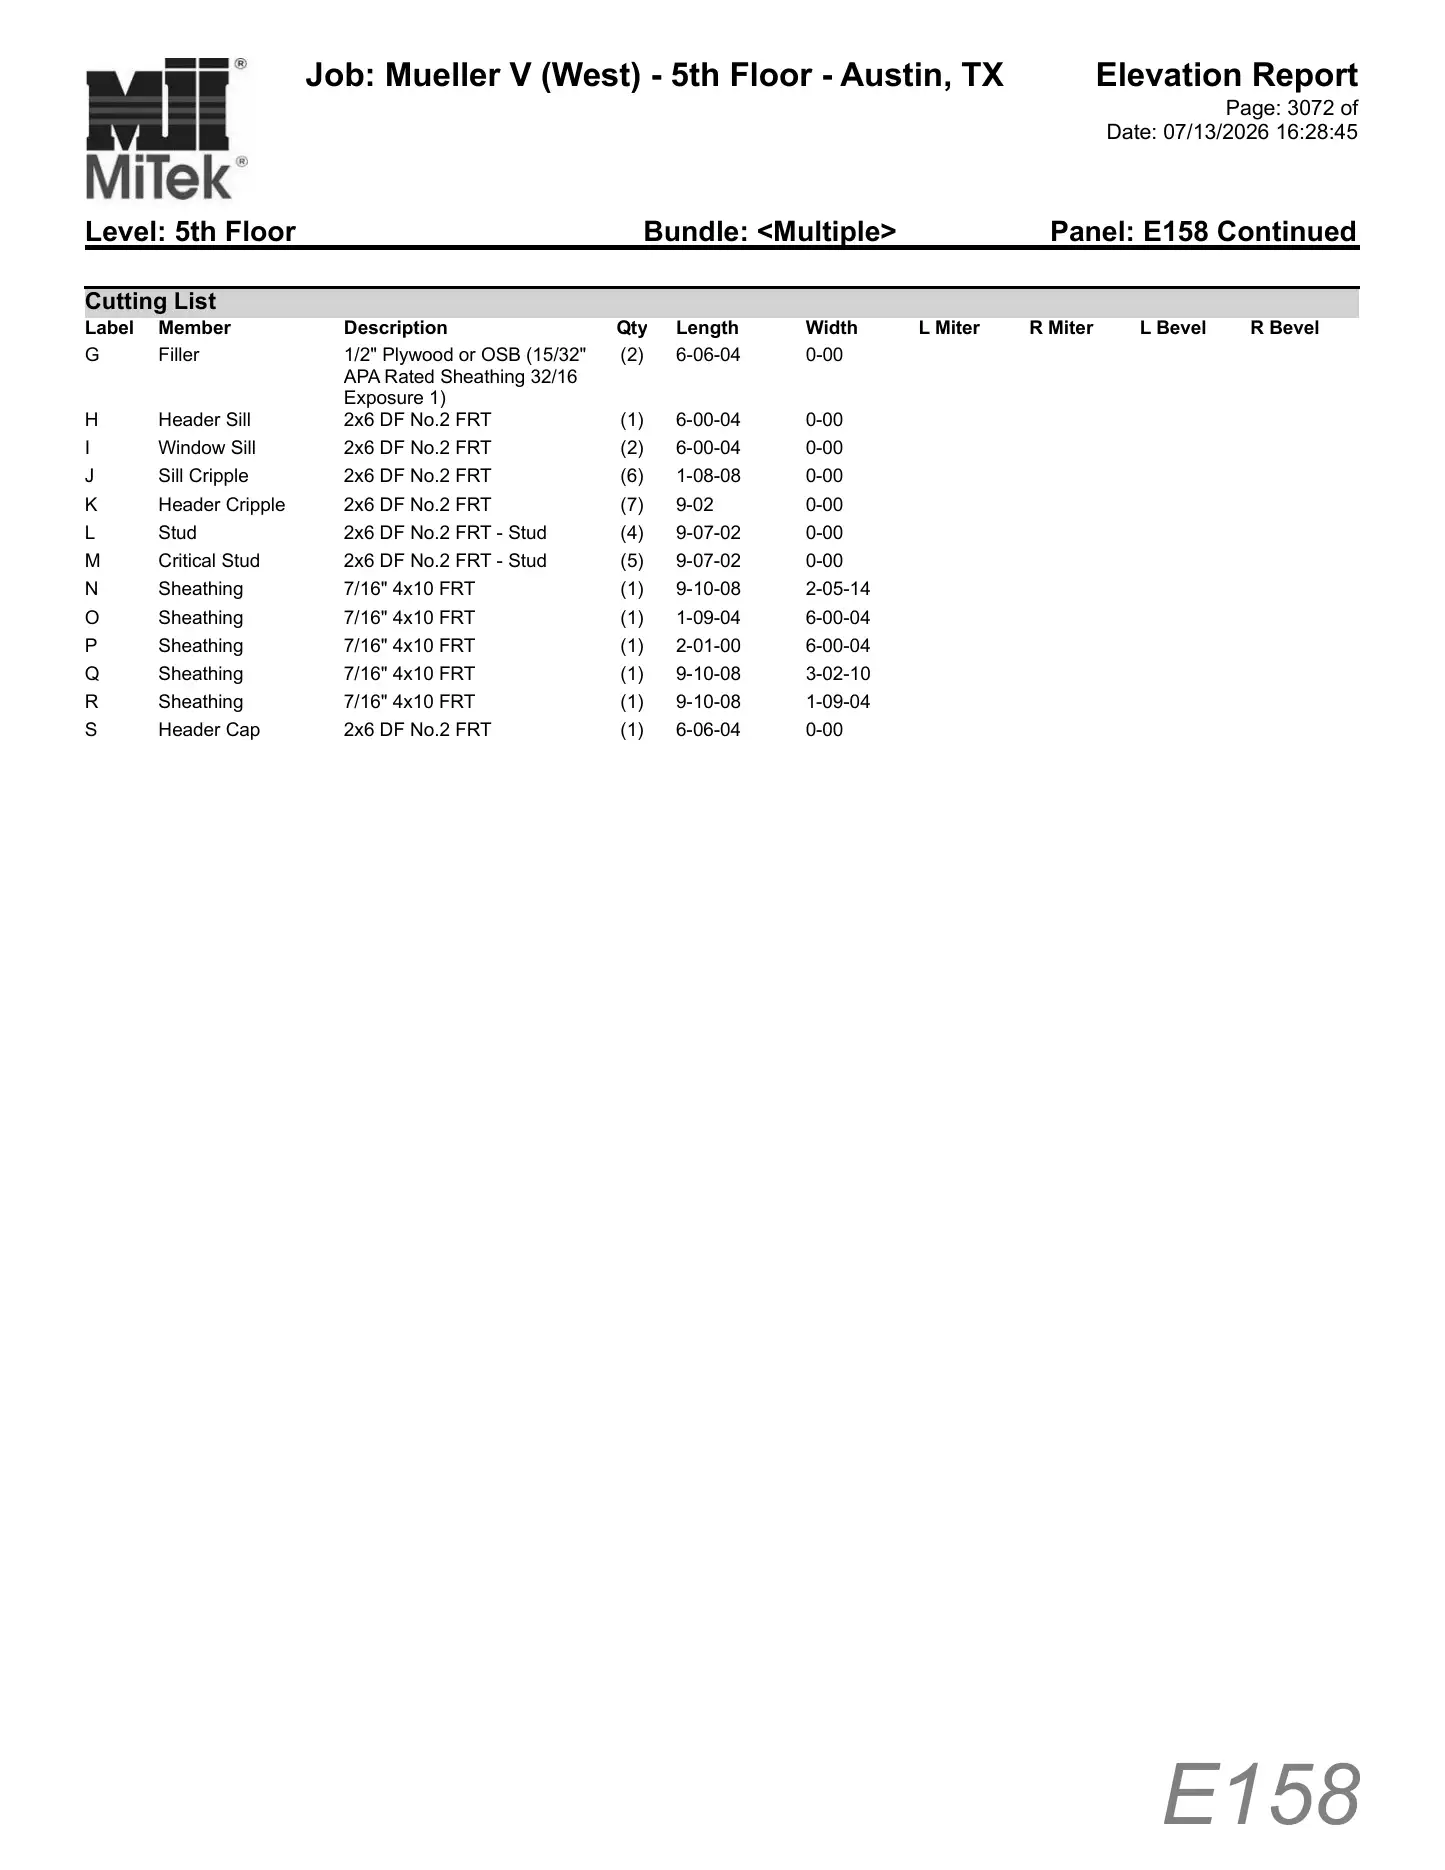 MiTek®
Job: Mueller V (West) - 5th Floor - Austin, TX
Elevation Report
Page: 3072 of
Date: 07/13/2026 16:28:45
Level: 5th Floor Bundle: <Multiple> Panel: E158 Continued
Cutting List
Label Member Description Qty Length Width L Miter R Miter L Bevel R Bevel
G Filler 1/2" Plywood or OSB (15/32" (2) 6-06-04 0-00
APA Rated Sheathing 32/16
Exposure 1)
H Header Sill 2x6 DF No.2 FRT (1) 6-00-04 0-00
I Window Sill 2x6 DF No.2 FRT (2) 6-00-04 0-00
J Sill Cripple 2x6 DF No.2 FRT (6) 1-08-08 0-00
K Header Cripple 2x6 DF No.2 FRT (7) 9-02 0-00
L Stud 2x6 DF No.2 FRT - Stud (4) 9-07-02 0-00
M Critical Stud 2x6 DF No.2 FRT - Stud (5) 9-07-02 0-00
N Sheathing 7/16" 4x10 FRT (1) 9-10-08 2-05-14
O Sheathing 7/16" 4x10 FRT (1) 1-09-04 6-00-04
P Sheathing 7/16" 4x10 FRT (1) 2-01-00 6-00-04
Q Sheathing 7/16" 4x10 FRT (1) 9-10-08 3-02-10
R Sheathing 7/16" 4x10 FRT (1) 9-10-08 1-09-04
S Header Cap 2x6 DF No.2 FRT (1) 6-06-04 0-00
E158